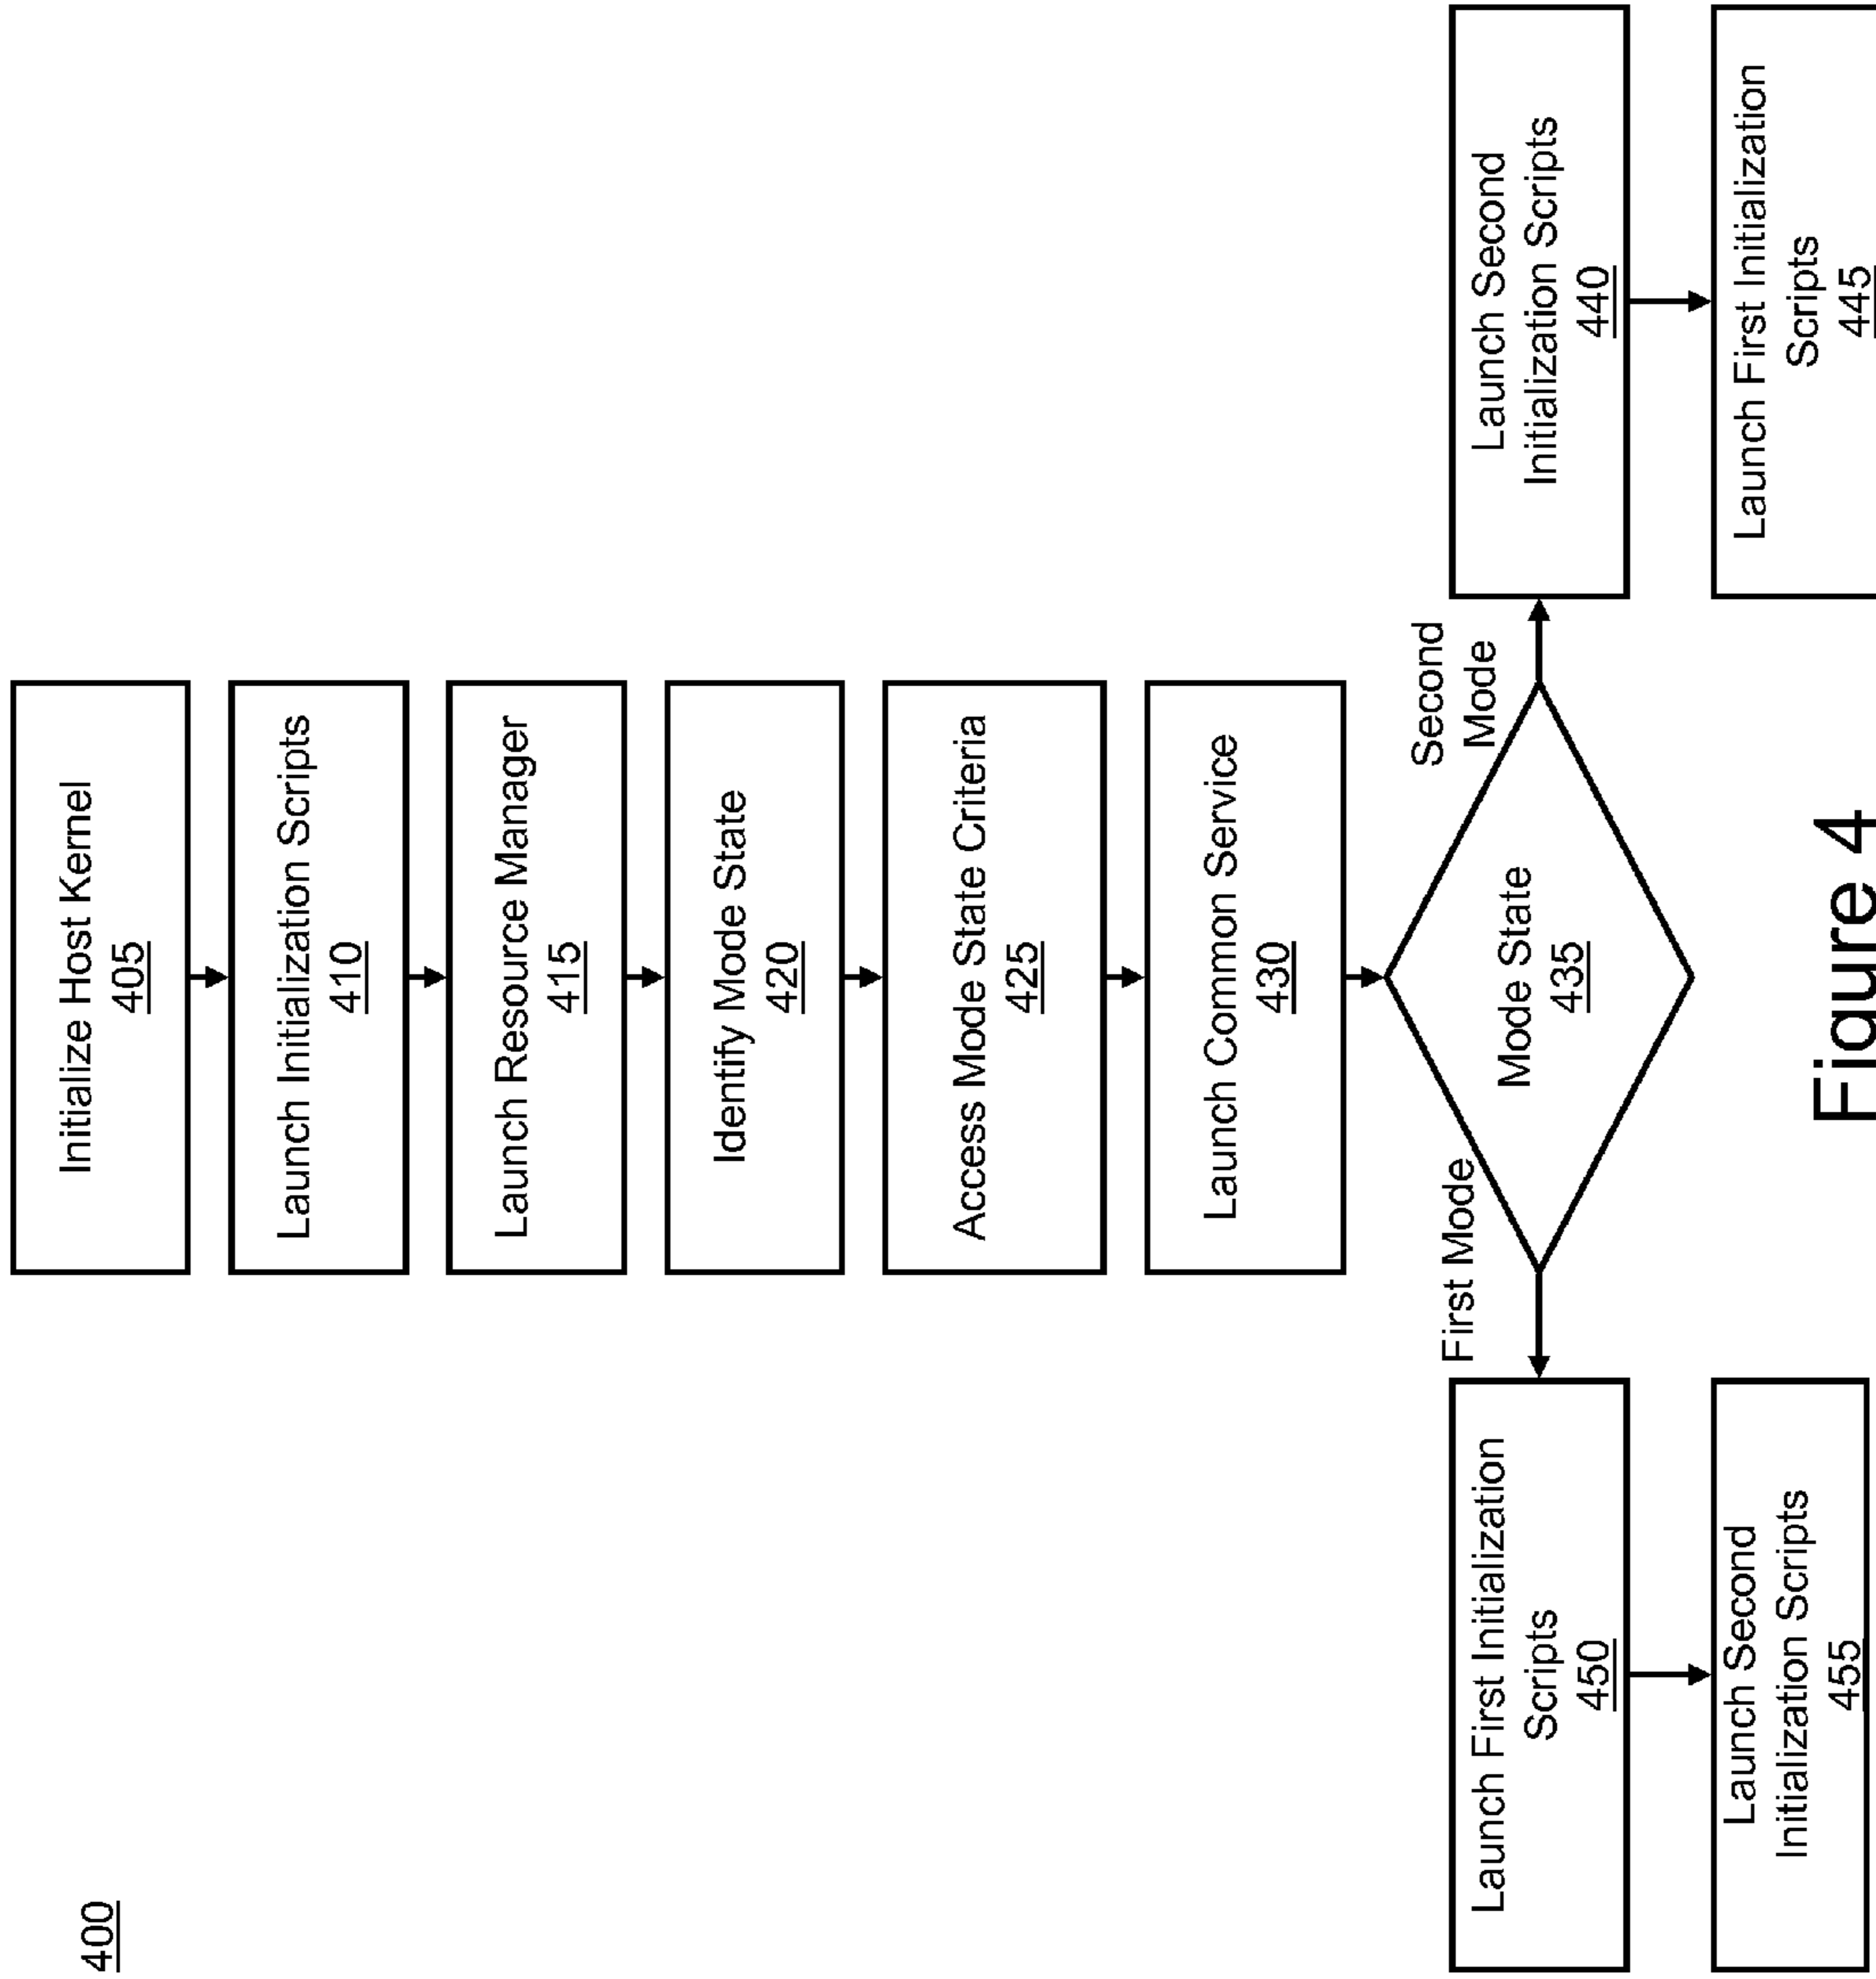 400
Initialize Host Kernel
405
Launch Initialization Scripts
410
Launch Resource Manager
415
Identify Mode State
420
Access Mode State Criteria
425
Launch Common Service
430
Mode State
435
First Mode
Second
Mode
Launch First Initialization
Scripts
450
Launch Second
Initialization Scripts
455
Launch Second
Initialization Scripts
440
Launch First Initialization
Scripts
445
Figure 4